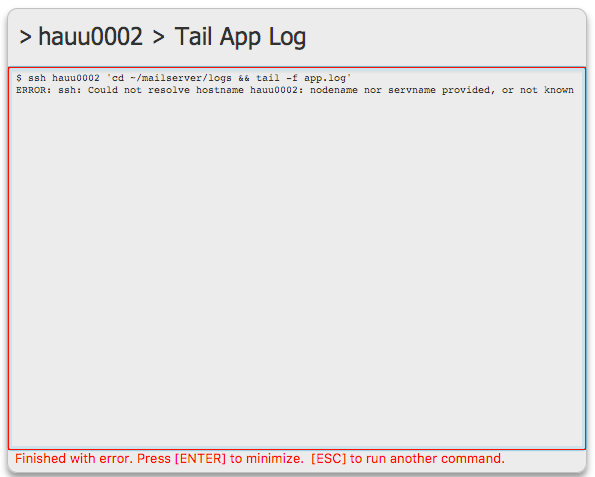 > hauu0002 > Tail App Log
$ ssh hauu0002 'cd ~/mailserver/logs && tail -f app.log'
ERROR: ssh: Could not resolve hostname hauu0002: nodename nor servname provided, or not known
Finished with error. Press [ENTER] to minimize. [ESC] to run another command.